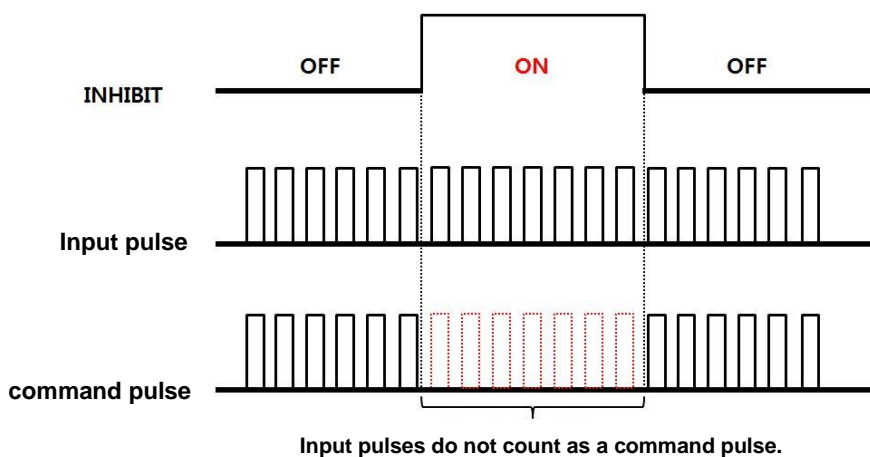 OFF ON OFF
INHIBIT
Input pulse
command pulse
Input pulses do not count as a command pulse.